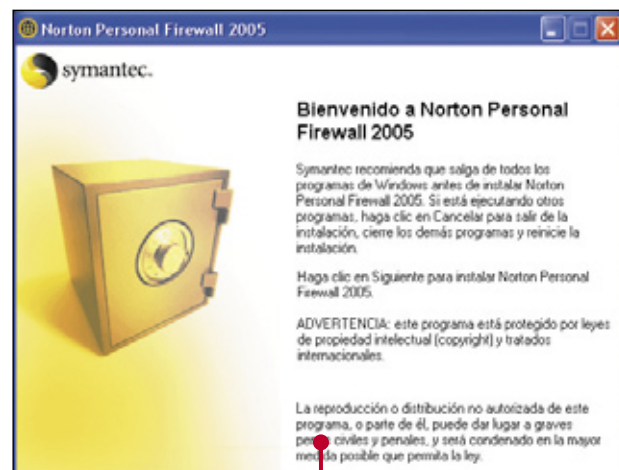 Norton Personal Firewall 2005
symantec.
Bienvenido a Norton Personal
Firewall 2005
Symantec recomienda que salga de todos los
programas de Windows antes de instalar Norton
Personal Firewall 2005. Si está ejecutando otros
programas, haga clic en Cancelar para salir de la
instalación, cierre los demás programas y reinicie la
instalación.
Haga clic en Siguiente para instalar Norton Personal
Firewall 2005.
ADVERTENCIA: este programa está protegido por leyes
de propiedad intelectual (copyright) y tratados
internacionales.
La reproducción o distribución no autorizada de este
programa, o parte de él, puede dar lugar a graves
civiles y penales, y será condenado en la mayor
medida posible que permita la ley.